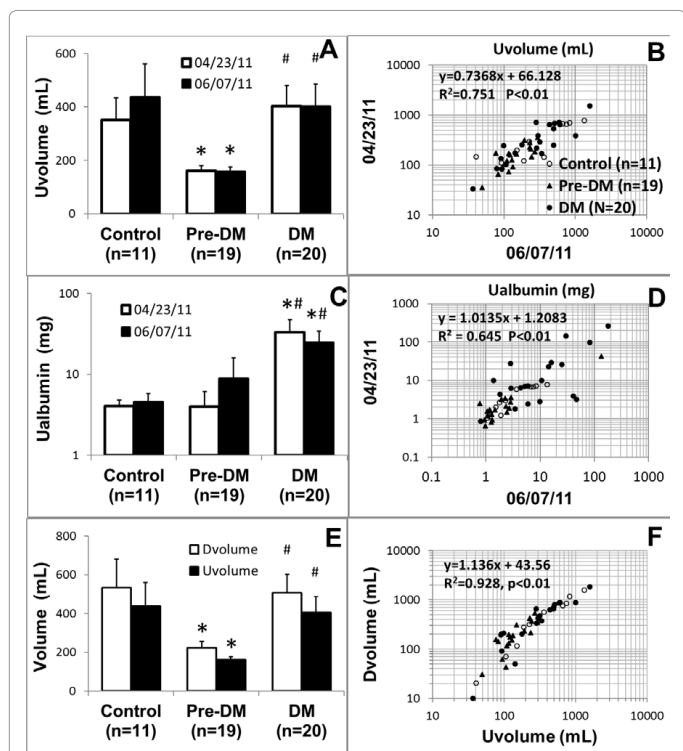 A
Uvolume (mL)
600
400
200
0
04/23/11
06/07/11
# #
* *
Control Pre-DM DM
(n=11) (n=19) (n=20)
B
Uvolume (mL)
y=0.7368x + 66.128
R²=0.751 P<0.01
04/23/11
10000
1000
100
10
Control (n=11)
Pre-DM (n=19)
DM (N=20)
10 100 1000 10000
06/07/11
C
Ualbumin (mg)
100
10
1
04/23/11
06/07/11
*# *#
Control Pre-DM DM
(n=11) (n=19) (n=20)
D
Ualbumin (mg)
y = 1.0135x + 1.2083
R² = 0.645 P<0.01
04/23/11
1000
100
10
1
0.1
0.1 1 10 100 1000
06/07/11
E
Volume (mL)
800
600
400
200
0
Dvolume
Uvolume
# #
* *
Control Pre-DM DM
(n=11) (n=19) (n=20)
F
y=1.136x + 43.56
R²=0.928, p<0.01
Dvolume (mL)
10000
1000
100
10
10 100 1000 10000
Uvolume (mL)